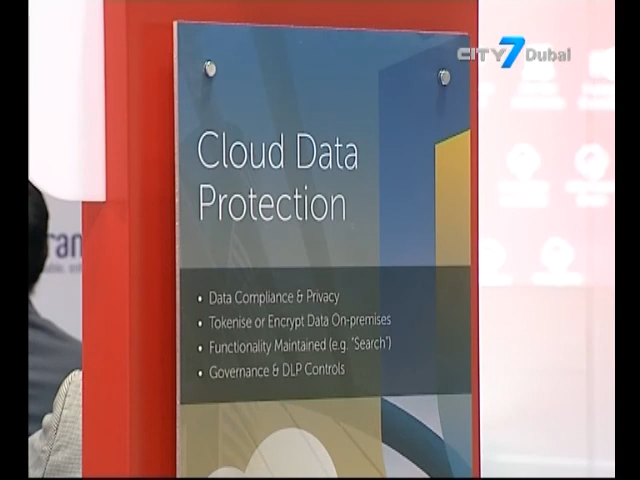 CITY7 Dubai
Cloud Data
Protection
• Data Compliance & Privacy
• Tokenise or Encrypt Data On-premises
• Functionality Maintained (e.g. "Search")
• Governance & DLP Controls